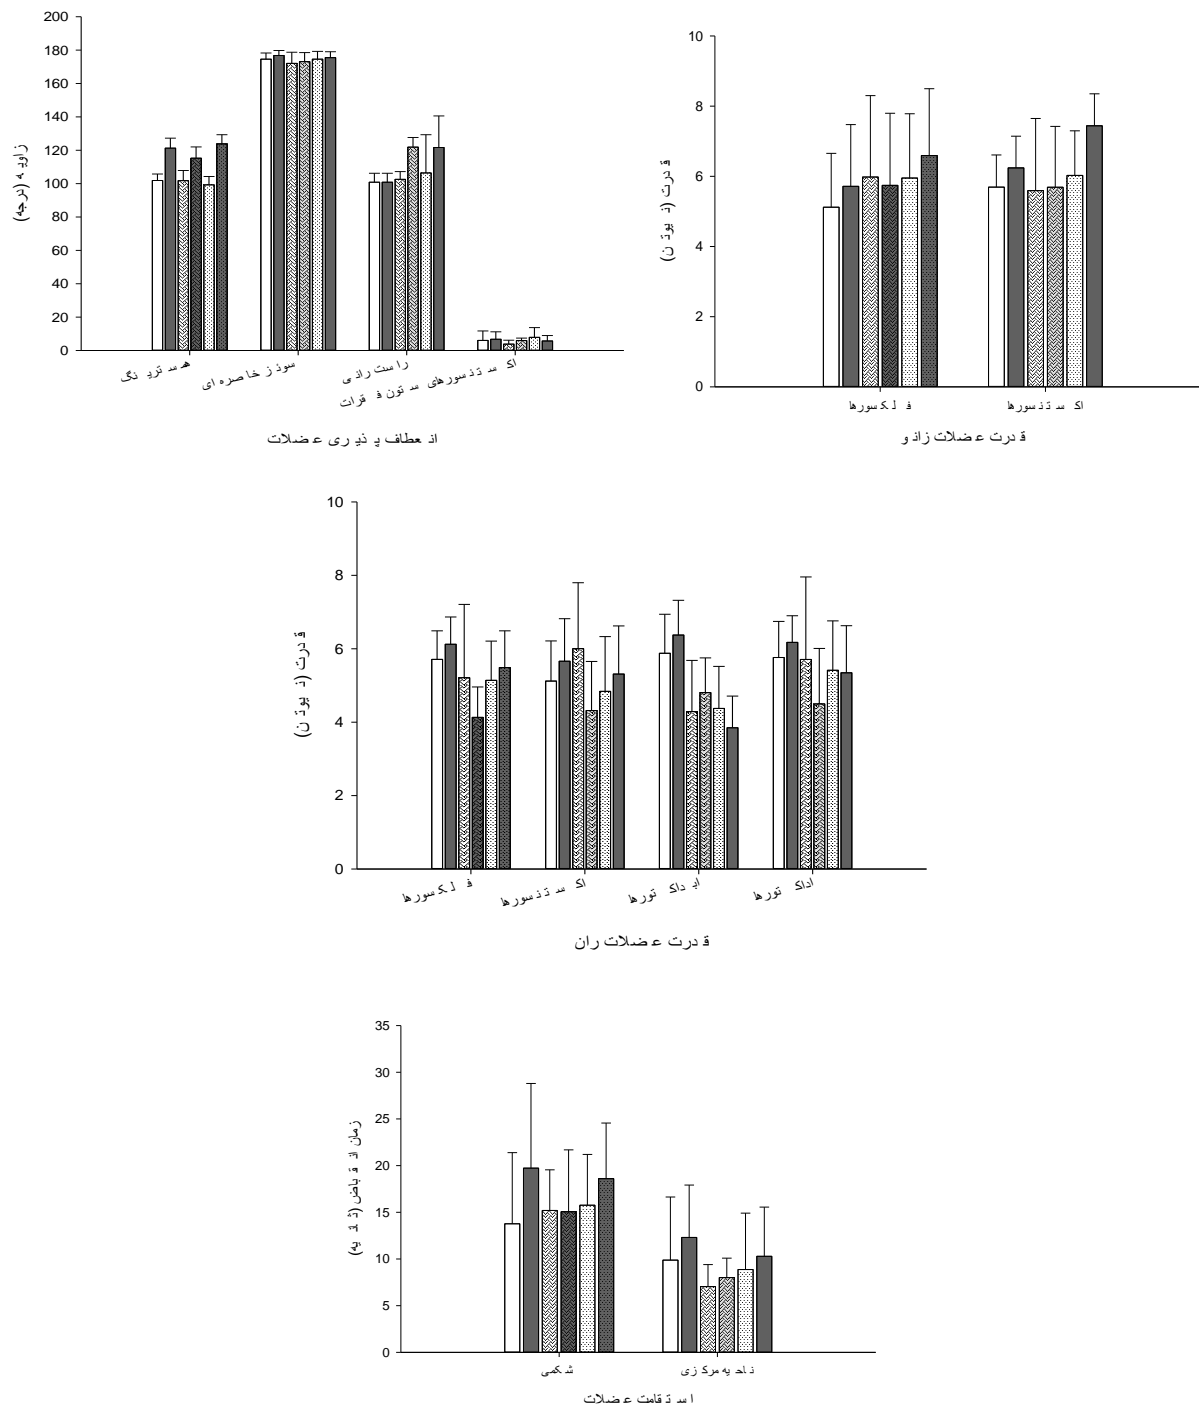 200
180
160
140
120
100
80
60
40
20
0
زاویه (درجه)
همسترینگ
سوئز خاصره ای
راست رانی
اکستنسورهای ستون فقرات
انعطاف پذیری عضلات
10
8
6
4
2
0
قدرت (نیوتن)
فلکسورها
اکستنسورها
قدرت عضلات زانو
10
8
6
4
2
0
قدرت (نیوتن)
فلکسورها
اکستنسورها
ابداکتورها
اداکتورها
قدرت عضلات ران
35
30
25
20
15
10
5
0
زمان انقباض (ثانیه)
شکمی
ناحیه مرکزی
استقامت عضلات